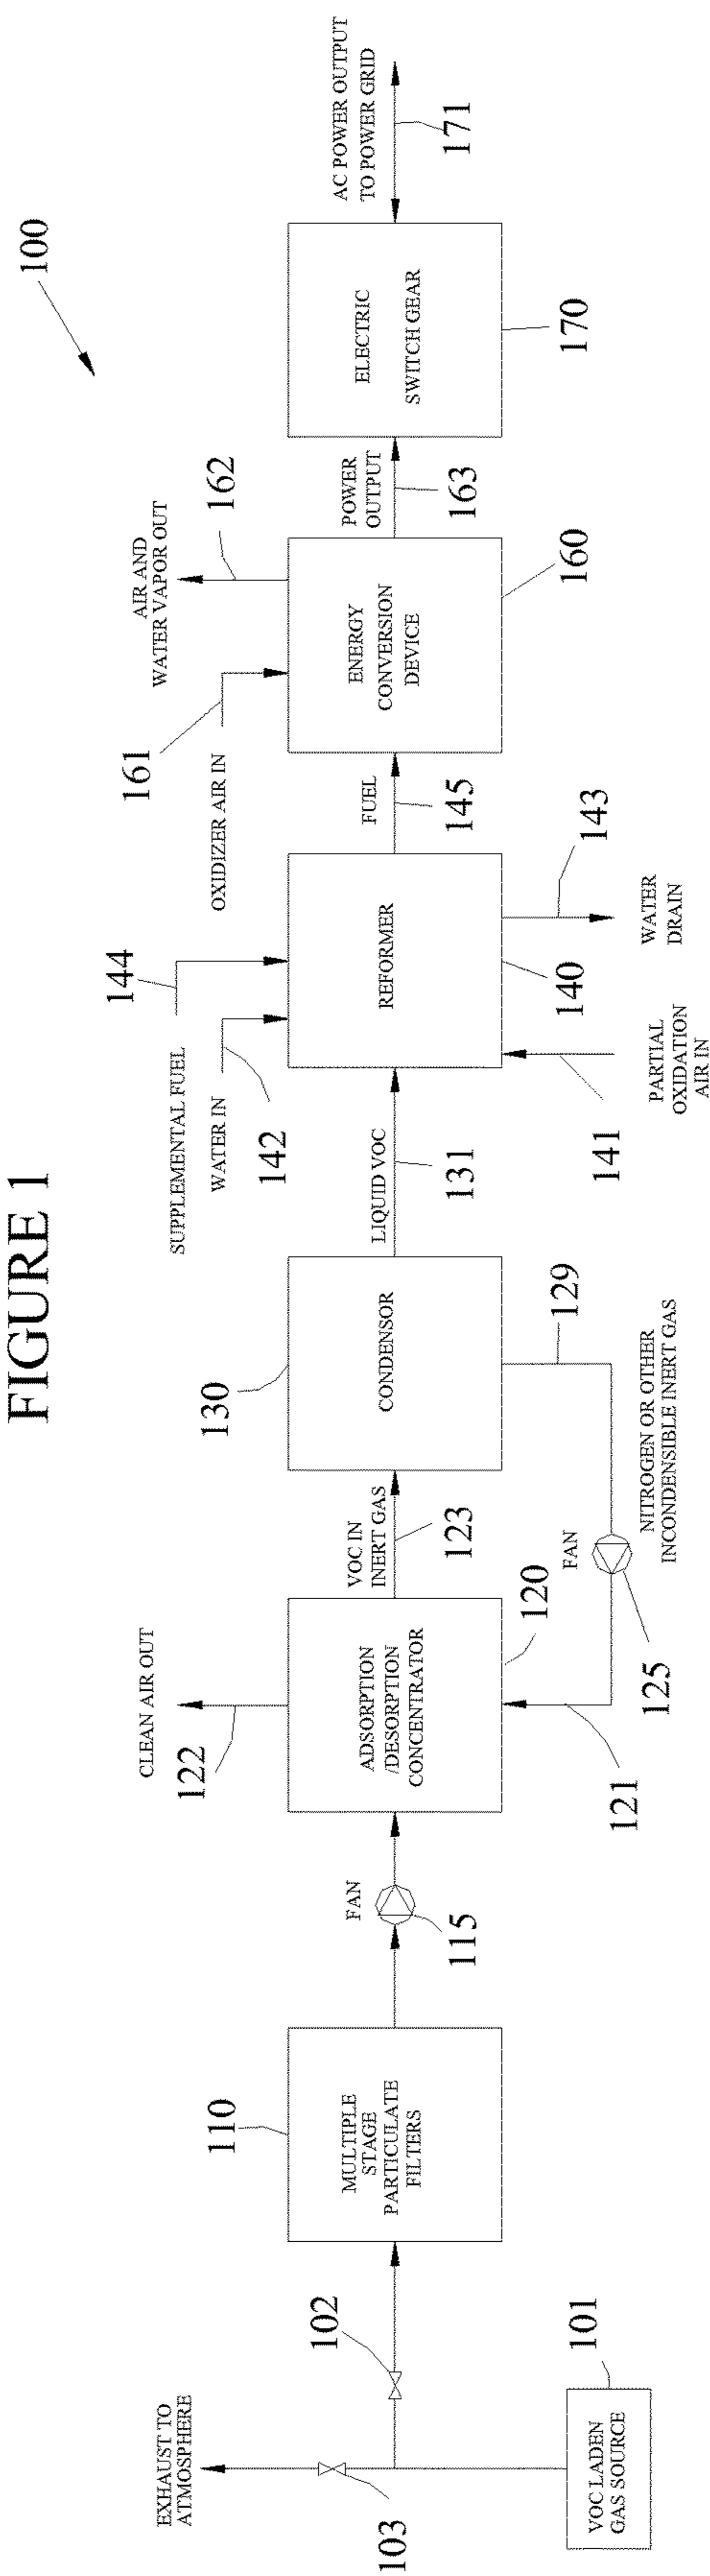 FIGURE 1
100
EXHAUST TO
ATMOSPHERE
103
VOC LADEN
GAS SOURCE
101
102
110
MULTIPLE
STAGE
PARTICULATE
FILTERS
FAN
115
CLEAN AIR OUT
122
ADSORPTION
/DESORPTION
CONCENTRATOR
120
121
125
FAN
NITROGEN OR OTHER
INCONDENSIBLE INERT GAS
129
VOC IN
INERT GAS
123
130
CONDENSOR
LIQUID VOC
131
SUPPLEMENTAL FUEL
144
WATER IN
142
REFORMER
140
141
PARTIAL
OXIDATION
AIR IN
143
WATER
DRAIN
FUEL
145
OXIDIZER AIR IN
161
AIR AND
WATER VAPOR OUT
162
ENERGY
CONVERSION
DEVICE
160
POWER
OUTPUT
163
ELECTRIC
SWITCH GEAR
170
AC POWER OUTPUT
TO POWER GRID
171